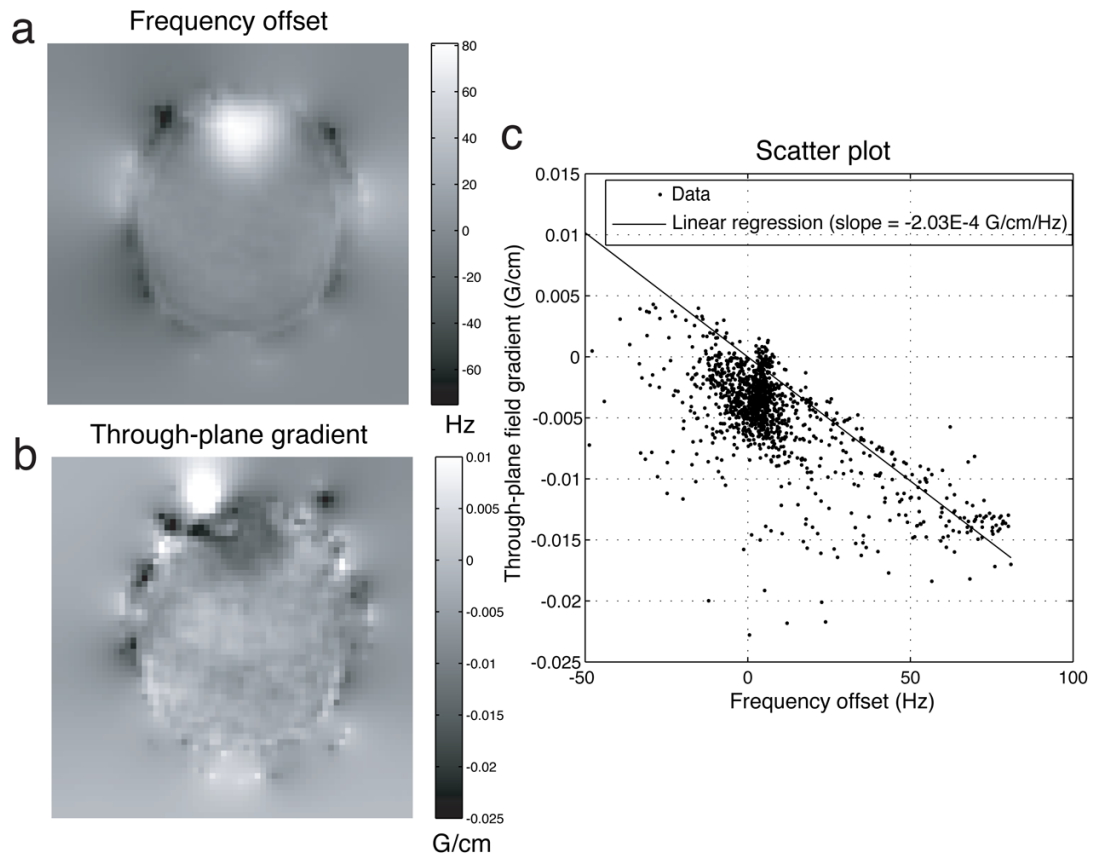 a
Frequency offset
80
60
40
20
0
-20
-40
-60
Hz
b
Through-plane gradient
0.01
0.005
0
-0.005
-0.01
-0.015
-0.02
-0.025
G/cm
c
Scatter plot
Data
Linear regression (slope = -2.03E-4 G/cm/Hz)
Through-plane field gradient (G/cm)
0.015
0.01
0.005
0
-0.005
-0.01
-0.015
-0.02
-0.025
-50
0
50
100
Frequency offset (Hz)